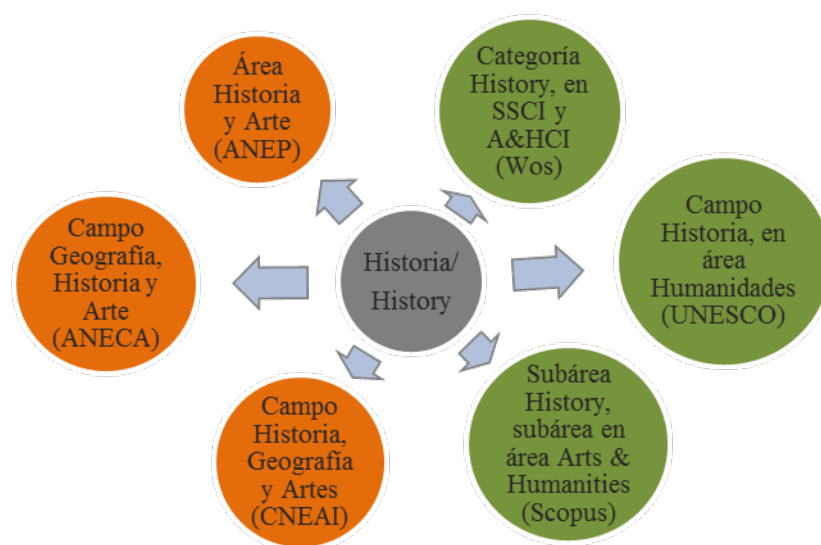 Área
Historia
y Arte
(ANEP)
Categoría
History, en
SSCI y
A&HCI
(Wos)
Campo
Geografía,
Historia y
Arte
(ANECA)
Historia/
History
Campo
Historia, en
área
Humanidades
(UNESCO)
Campo
Historia,
Geografía
y Artes
(CNEAI)
Subárea
History,
subárea en
área Arts &
Humanities
(Scopus)